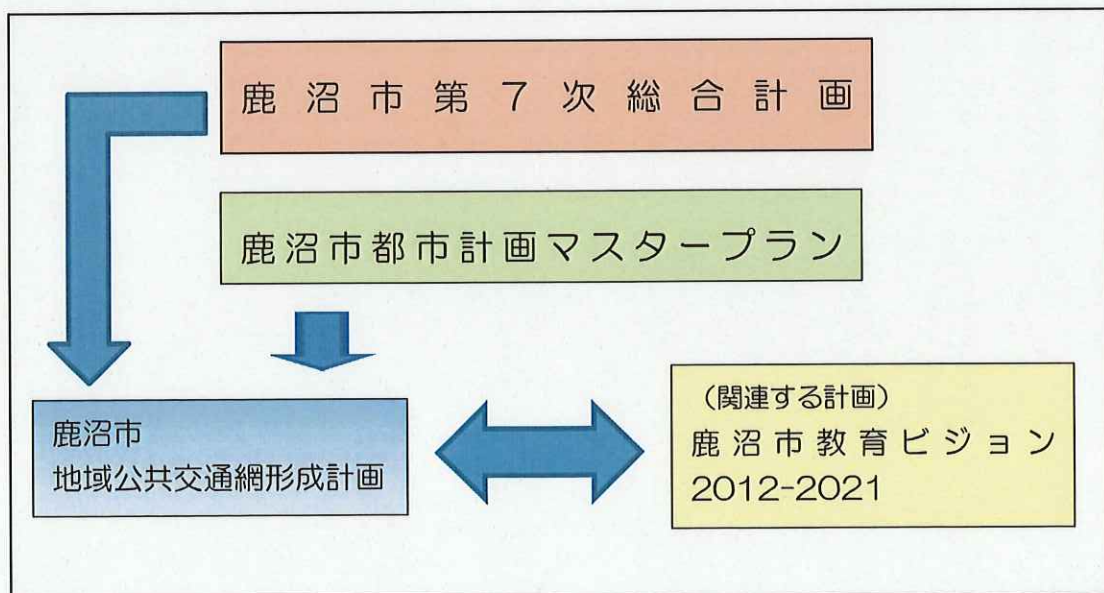 鹿沼市第7次総合計画
鹿沼市都市計画マスタープラン
鹿沼市
地域公共交通網形成計画
（関連する計画）
鹿沼市教育ビジョン
2012-2021